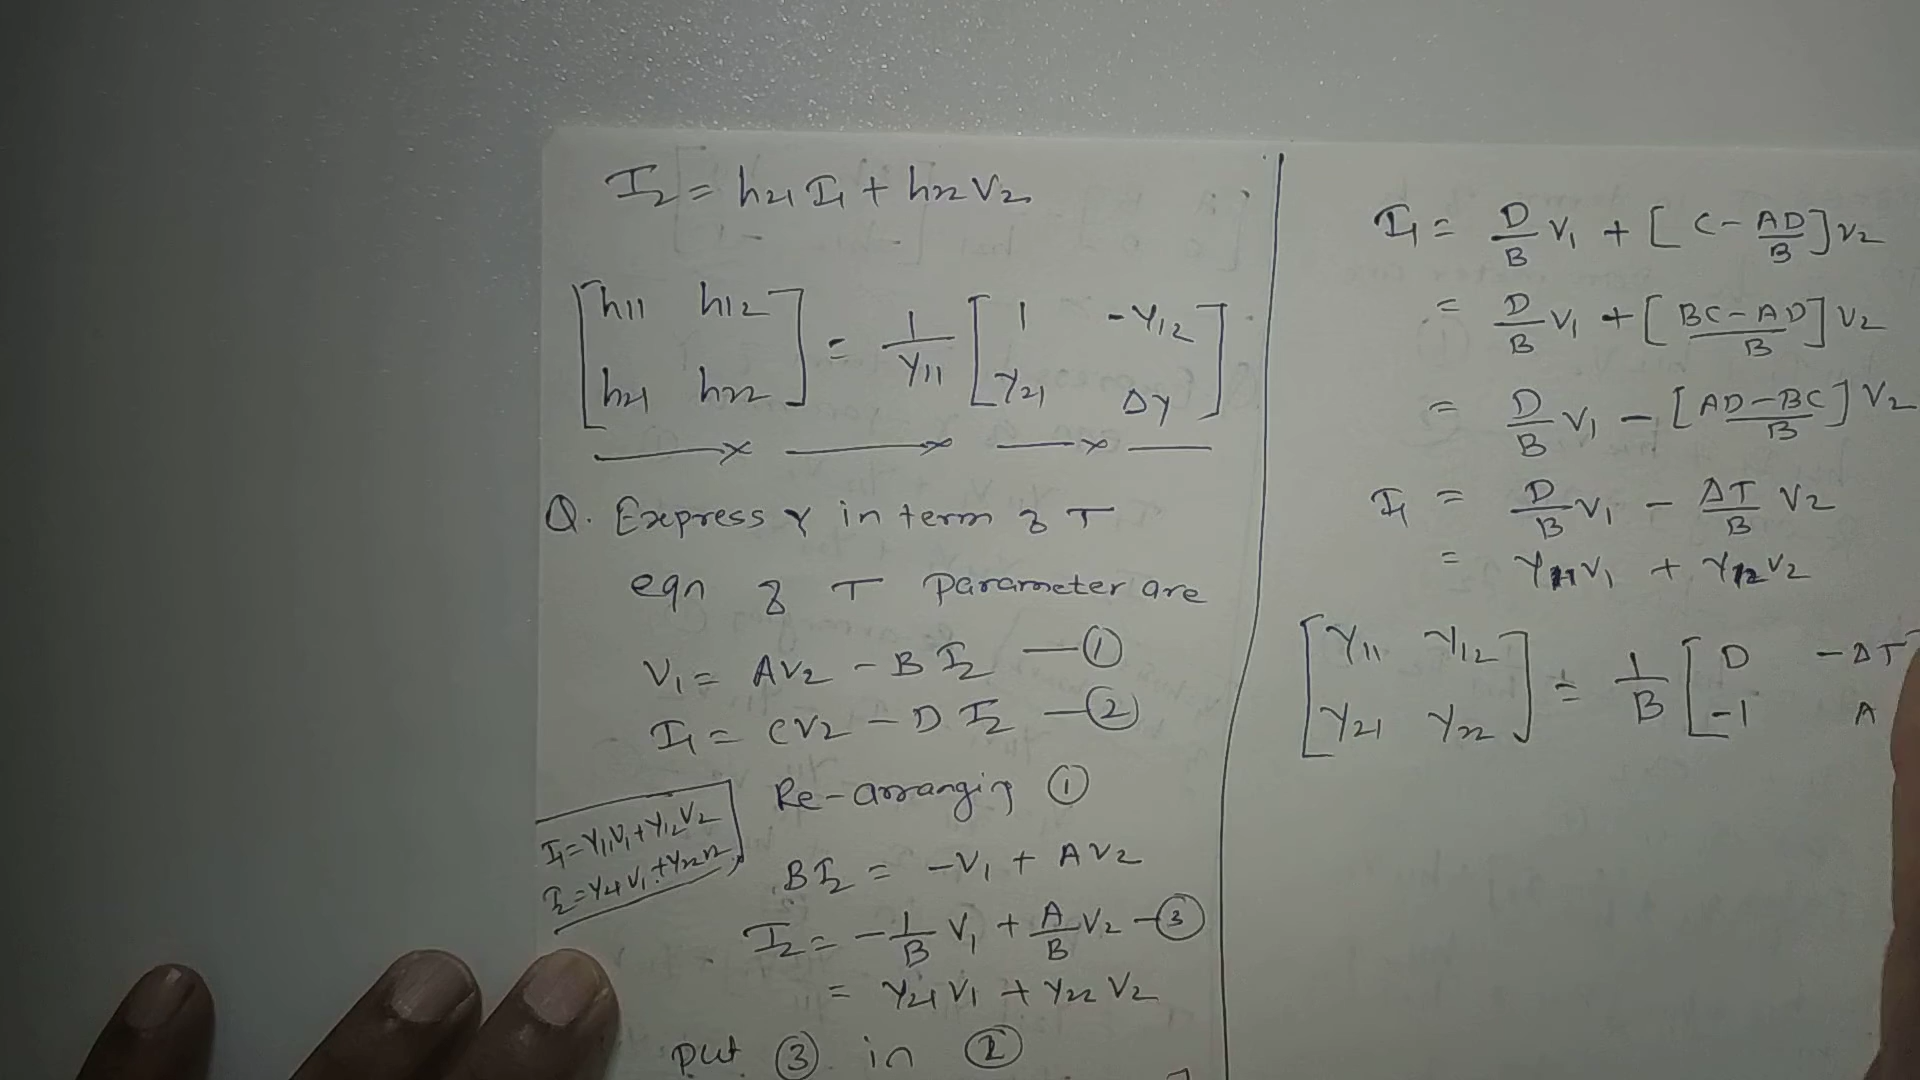 I2 = h21 I1 + h22 V2
[h11 h12
h21 h22] = 1/Y11 [1 -Y12
Y21 ΔY]
Q. Express Y in term of T
eqn of T Parameter are
V1 = AV2 - B I2 — ①
I1 = CV2 - D I2 — ②
Re-arranging ①
I1 = Y11V1 + Y12V2
I2 = Y21V1 + Y22V2
BI2 = -V1 + AV2
I2 = -1/B V1 + A/B V2 — ③
= Y21 V1 + Y22 V2
put ③ in ②
I1 = D/B V1 + [C - AD/B] V2
= D/B V1 + [BC - AD/B] V2
= D/B V1 - [AD - BC/B] V2
I1 = D/B V1 - ΔT/B V2
= Y11V1 + Y12V2
[Y11 Y12
Y21 Y22] = 1/B [D -ΔT
-1 A